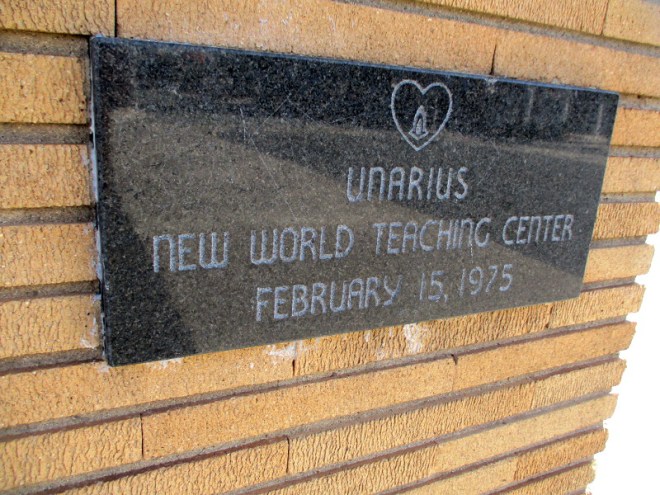 UNARIUS
NEW WORLD TEACHING CENTER
FEBRUARY 15, 1975